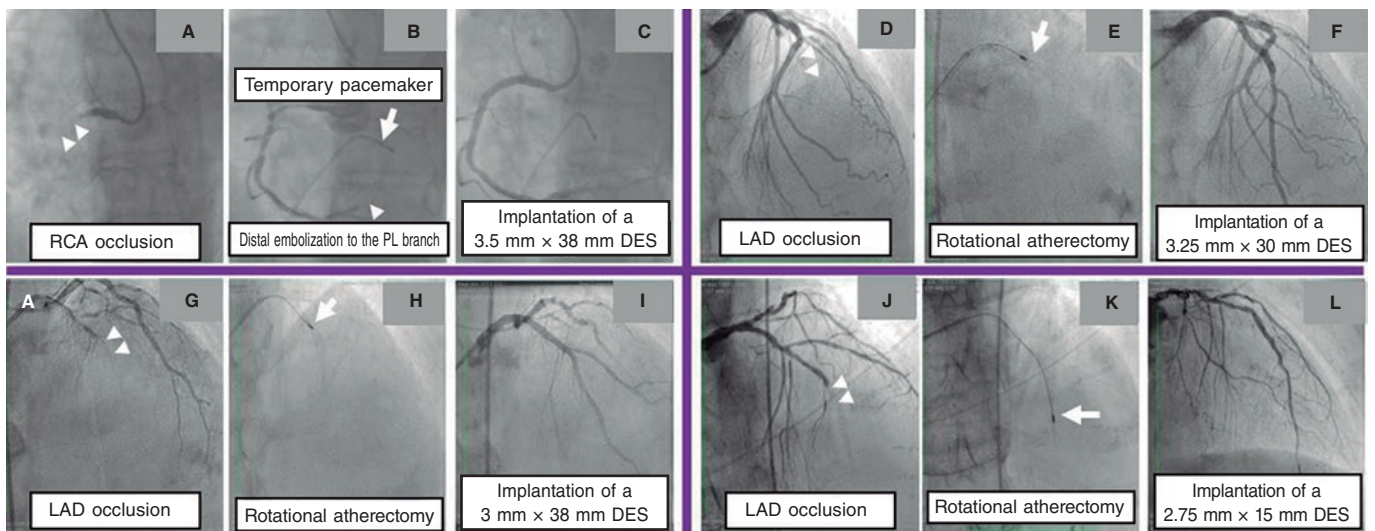 A
RCA occlusion
B
Temporary pacemaker
Distal embolization to the PL branch
C
Implantation of a
3.5 mm × 38 mm DES
D
LAD occlusion
E
Rotational atherectomy
F
Implantation of a
3.25 mm × 30 mm DES
A
G
LAD occlusion
H
Rotational atherectomy
I
Implantation of a
3 mm × 38 mm DES
J
LAD occlusion
K
Rotational atherectomy
L
Implantation of a
2.75 mm × 15 mm DES